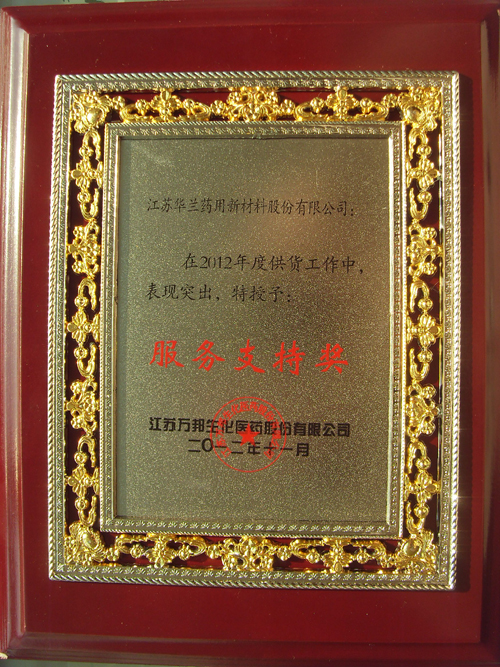 江苏华兰药用新材料股份有限公司：
在2012年度供货工作中，
表现突出，特授予：
服务支持奖
江苏万邦生化医药股份有限公司
二〇一二年十一月